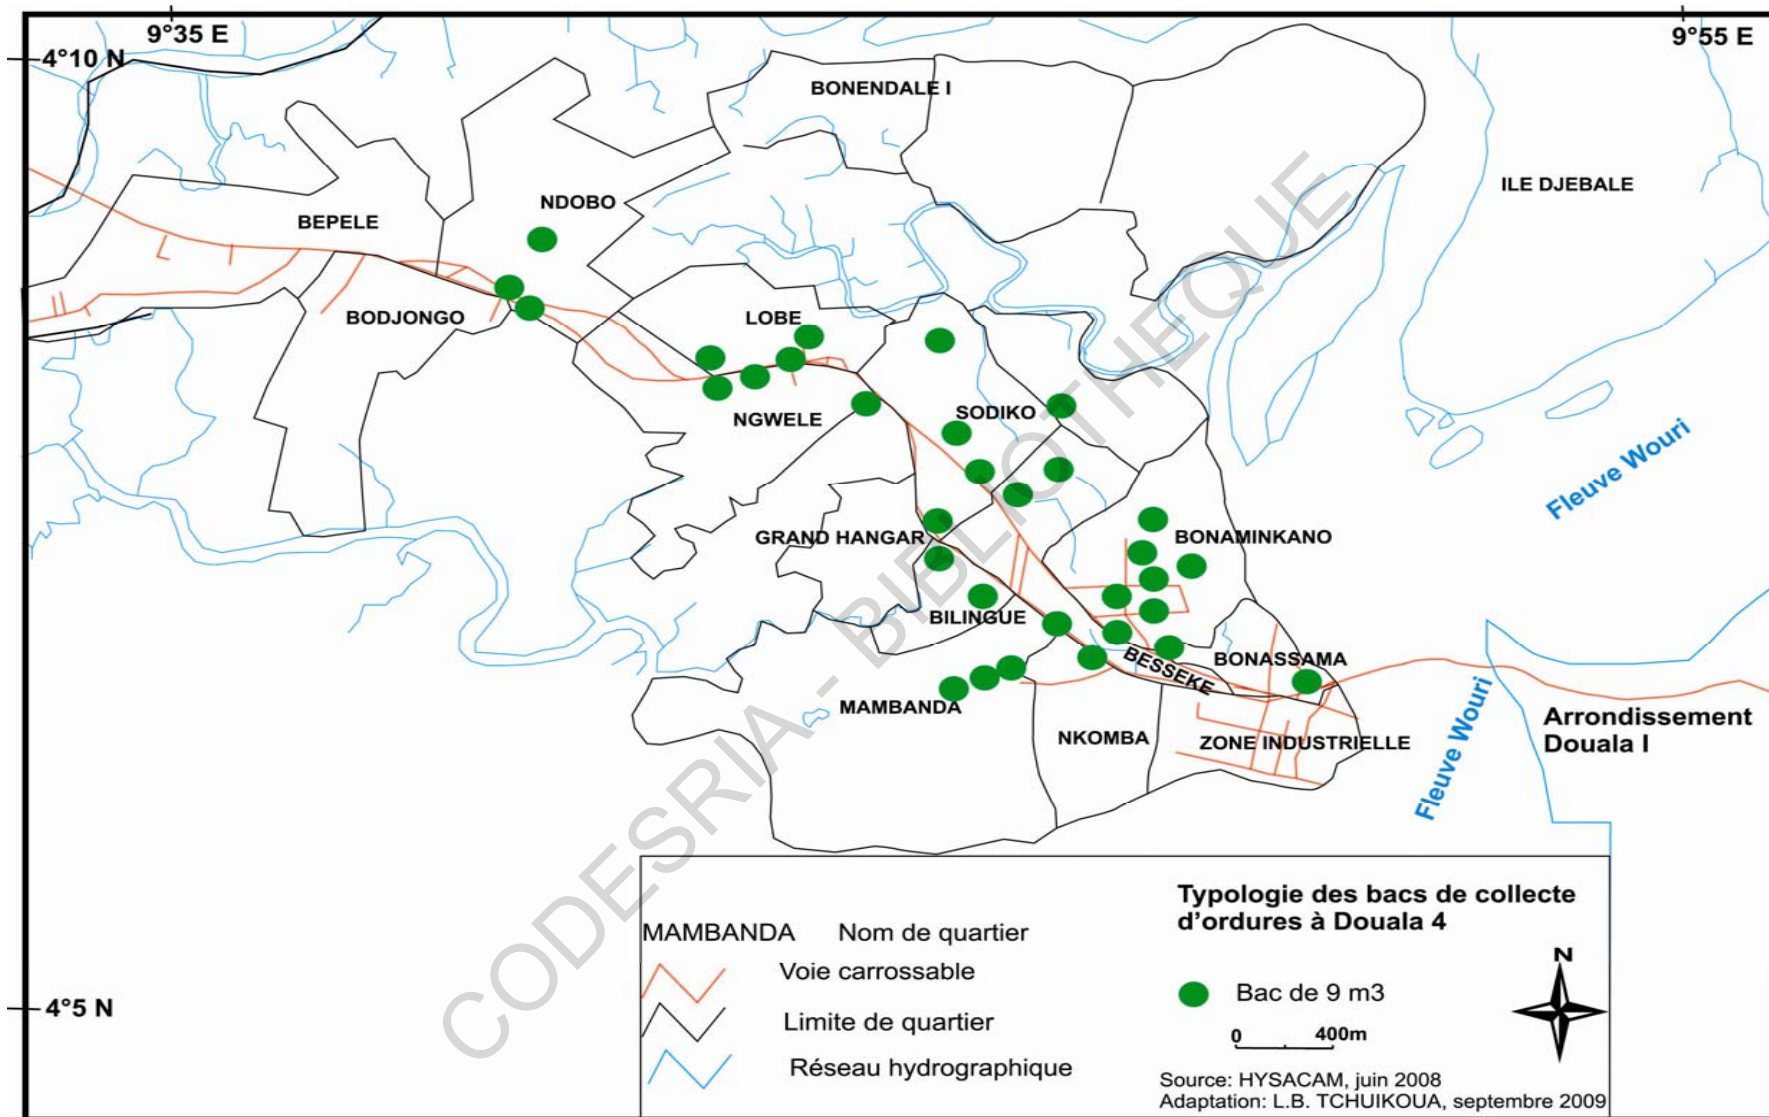 9°35 E
9°55 E
4°10 N
BONENDALE I
ILE DJEBALE
NDOBO
BEPELE
BODJONGO
LOBE
SODIKO
NGWELE
Fleuve Wouri
GRAND HANGAR
BONAMINKANO
BILINGUE
BESSEKE
BONASSAMA
MAMBANDA
NKOMBA
ZONE INDUSTRIELLE
Fleuve Wouri
Arrondissement
Douala I
CODESRIA - BIBLIOTHEQUE
4°5 N
MAMBANDA Nom de quartier
Voie carrossable
Limite de quartier
Réseau hydrographique
Typologie des bacs de collecte
d'ordures à Douala 4
N
Bac de 9 m3
0 400m
Source: HYSACAM, juin 2008
Adaptation: L.B. TCHUIKOUA, septembre 2009